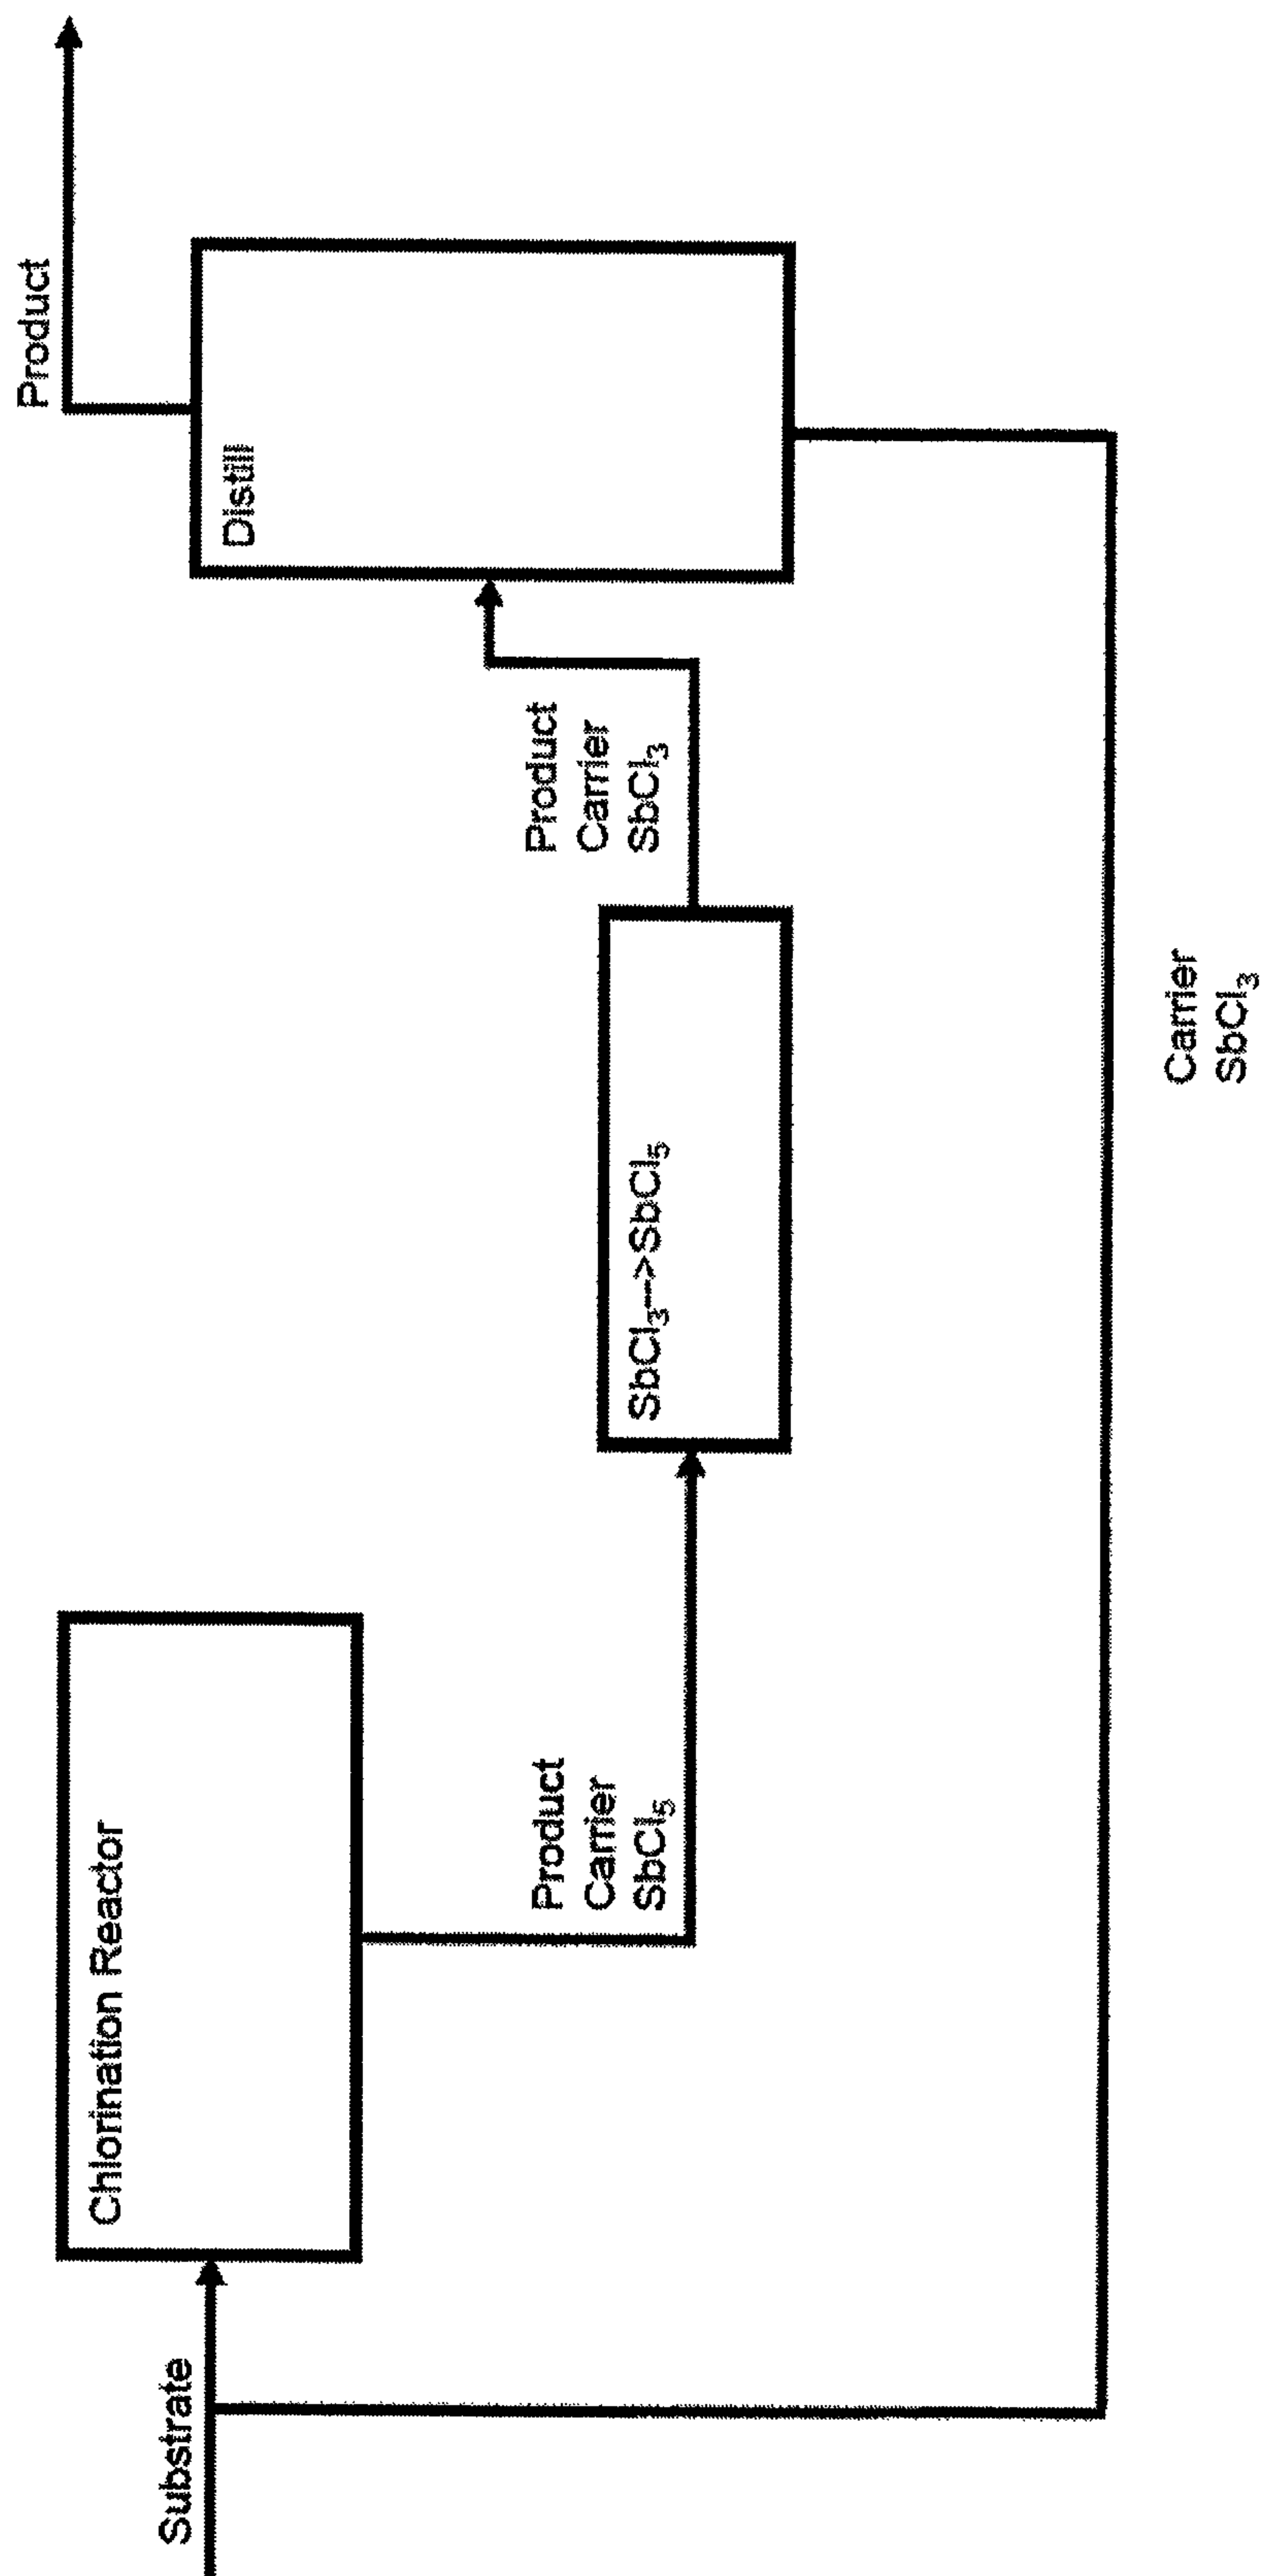 Substrate
Chlorination Reactor
Product
Carrier
SbCl₅
SbCl₃-->SbCl₅
Product
Carrier
SbCl₃
Distill
Product
Carrier
SbCl₃